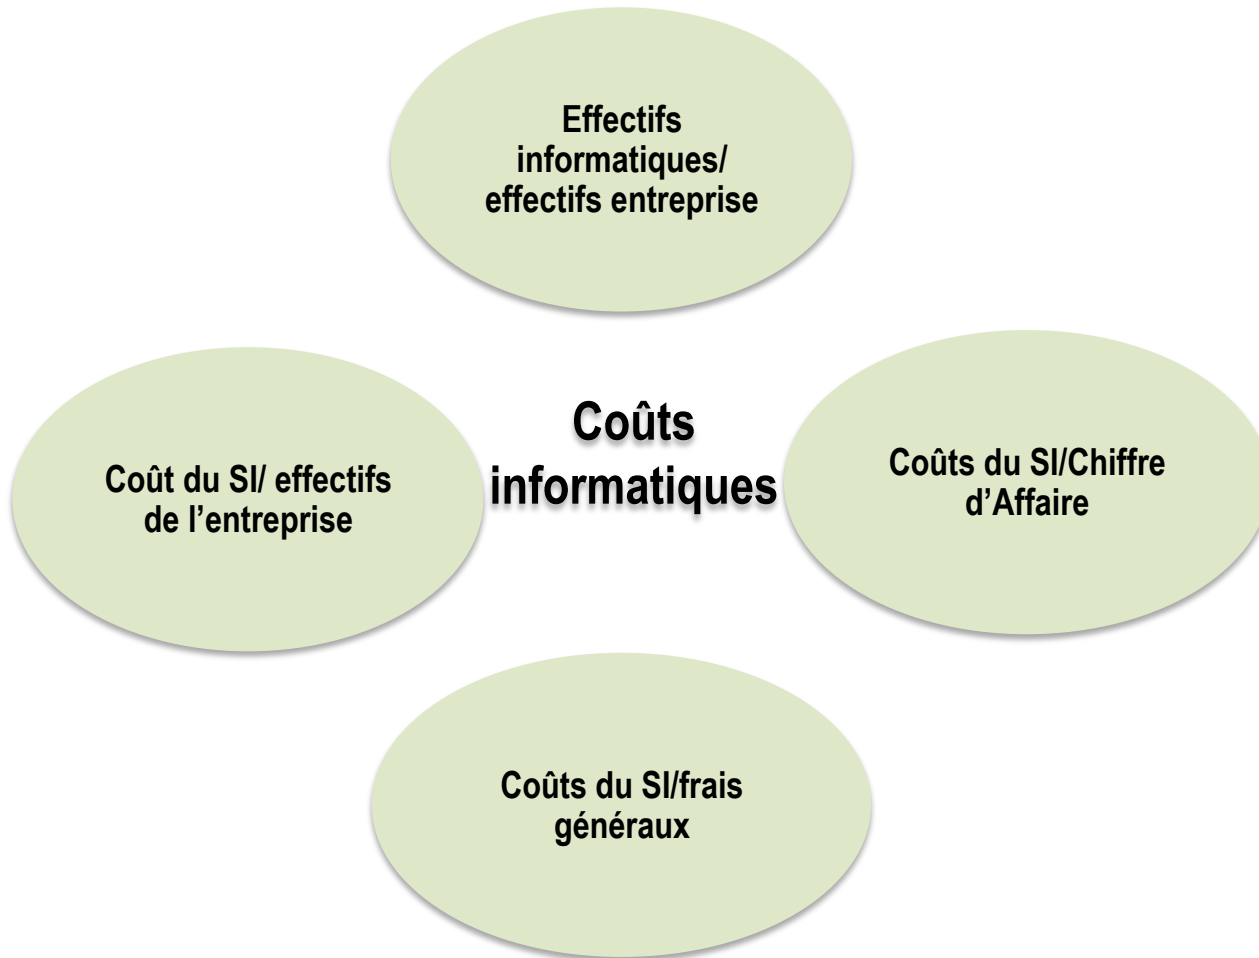 Effectifs
informatiques/
effectifs entreprise
Coûts
informatiques
Coût du SI/ effectifs
de l’entreprise
Coûts du SI/Chiffre
d’Affaire
Coûts du SI/frais
généraux